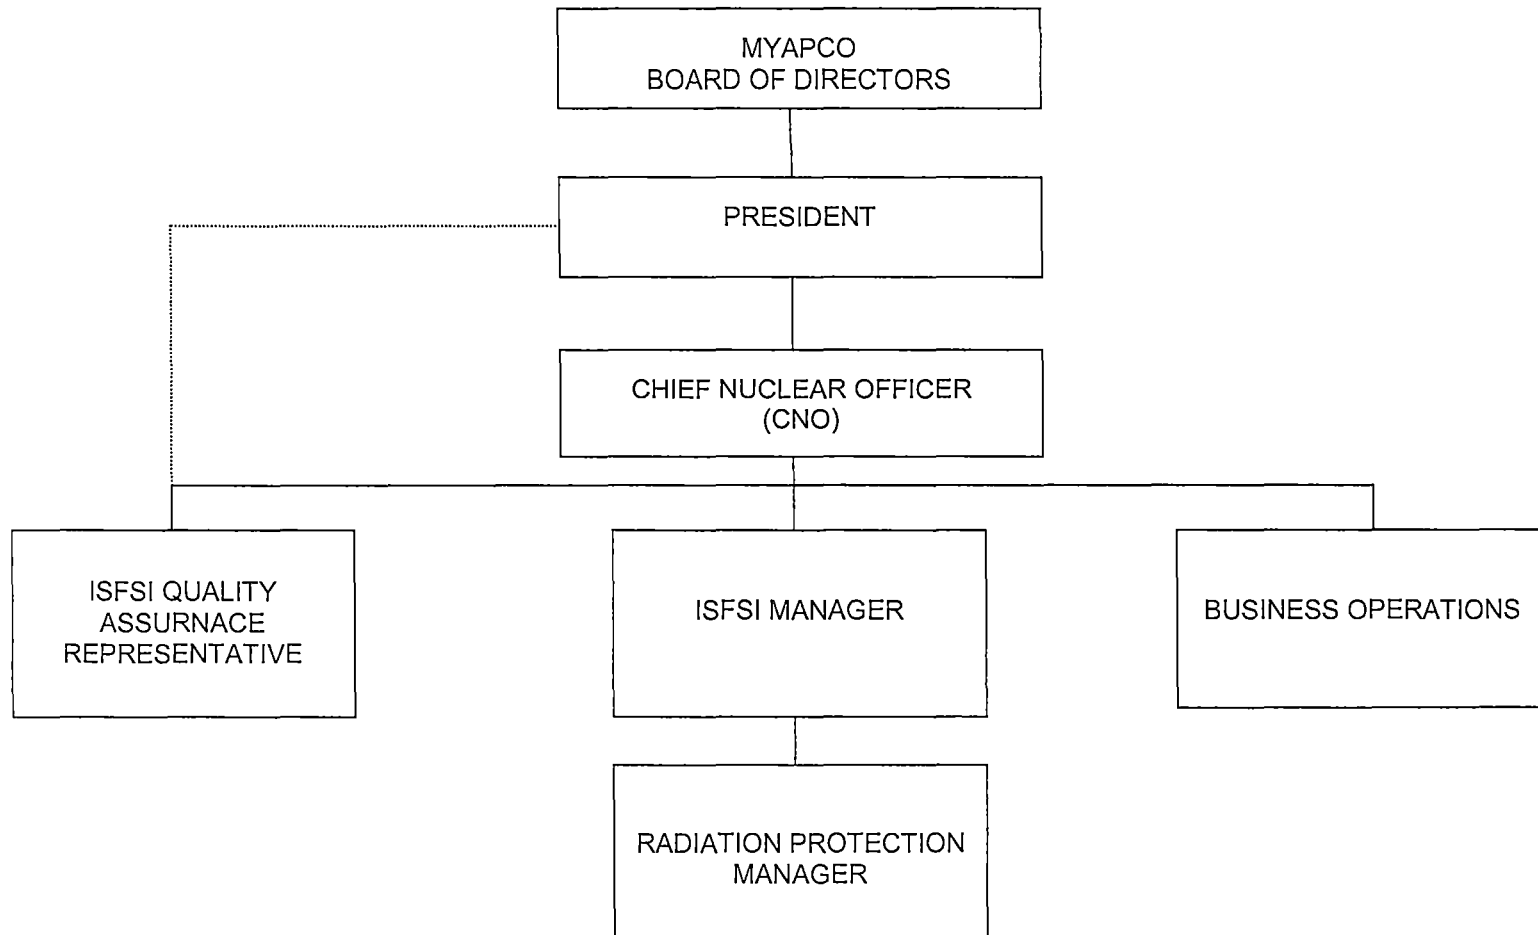 MYAPCO
BOARD OF DIRECTORS
PRESIDENT
CHIEF NUCLEAR OFFICER
(CNO)
ISFSI QUALITY
ASSURNACE
REPRESENTATIVE
ISFSI MANAGER
BUSINESS OPERATIONS
RADIATION PROTECTION
MANAGER